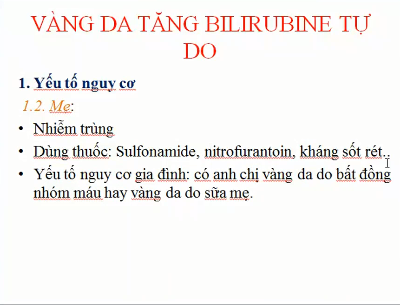 VÀNG DA TĂNG BILIRUBINE TỰ
DO
1. Yếu tố nguy cơ
1.2. Mẹ:
• Nhiễm trùng
• Dùng thuốc: Sulfonamide, nitrofurantoin, kháng sốt rét..
• Yếu tố nguy cơ gia đình: có anh chị vàng da do bất đồng
nhóm máu hay vàng da do sữa mẹ.